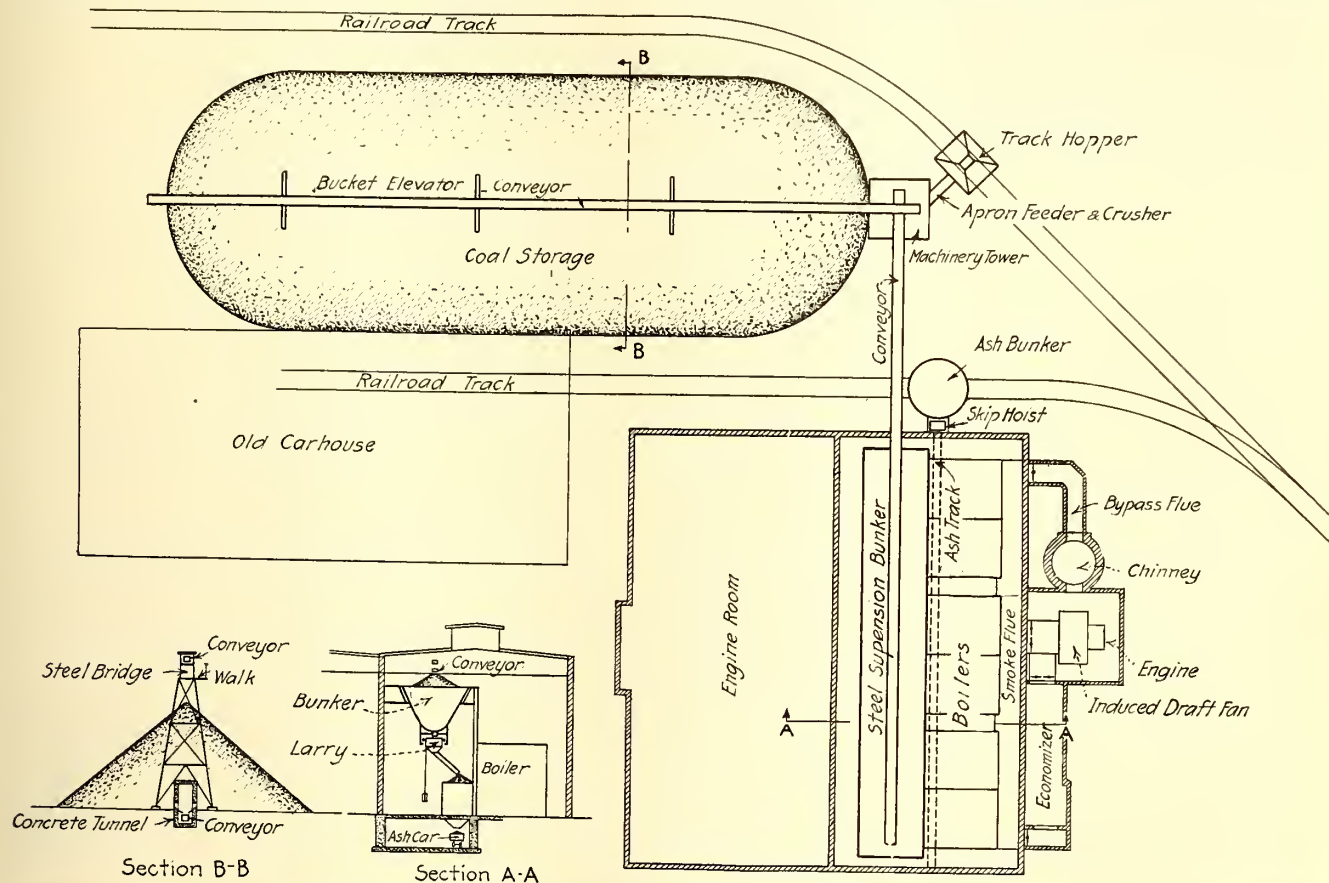 Railroad Track
B
Track Hopper
Bucket Elevator Conveyor
Apron Feeder & Crusher
Coal Storage
Machinery Tower
Conveyor
B
Ash Bunker
Railroad Track
Skip Hoist
Old Carhouse
Ash Track
Bypass Flue
Chinney
Engine Room
Steel Supension Bunker
Boilers
Smoke Flue
Engine
Induced Draft Fan
A
A
Economizer
Conveyor
Steel Bridge
Walk
Concrete Tunnel
Conveyor
Section B-B
Conveyor
Bunker
Larry
Boiler
Ash Car
Section A-A